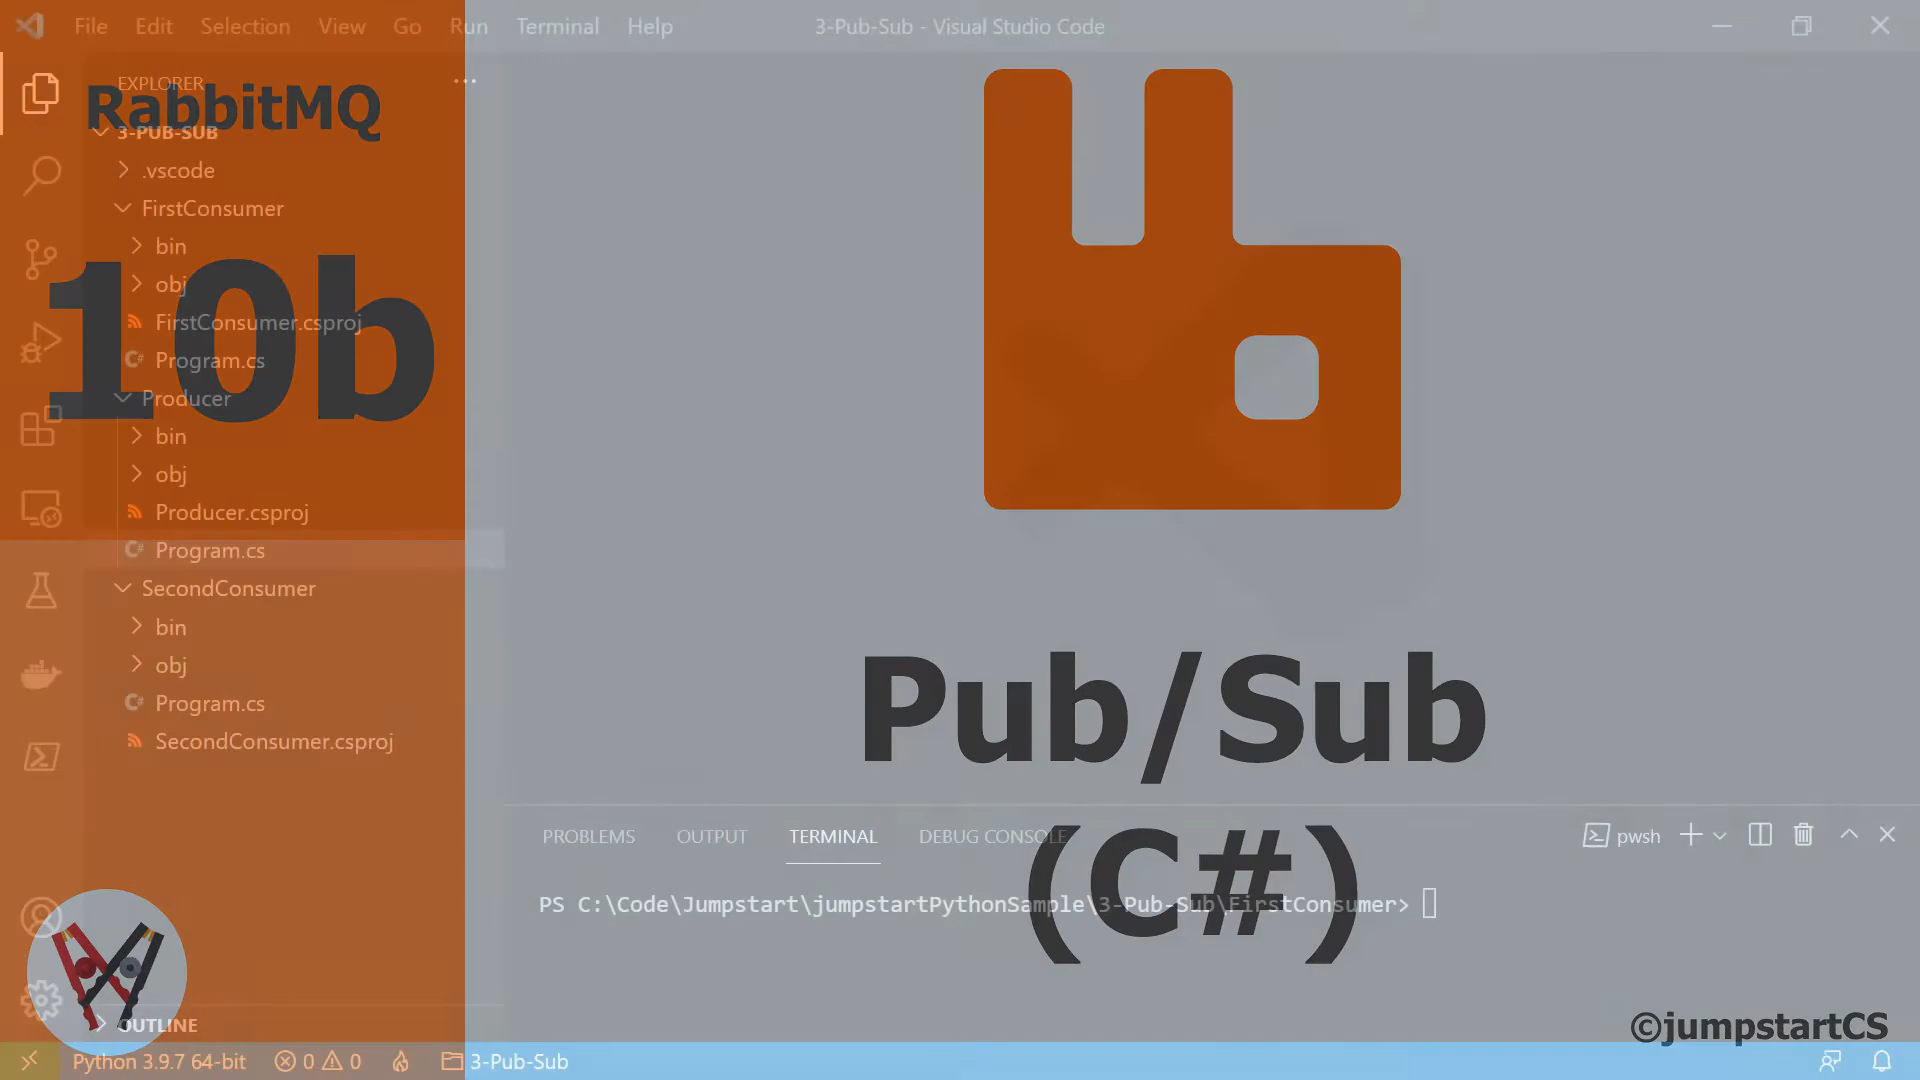 File Edit Selection View Go Run Terminal Help
3-Pub-Sub - Visual Studio Code
EXPLORER
RabbitMQ
3-PUB-SUB
.vscode
FirstConsumer
bin
obj
10b
FirstConsumer.csproj
Program.cs
Producer
bin
obj
Producer.csproj
Program.cs
SecondConsumer
bin
obj
Program.cs
SecondConsumer.csproj
Pub/Sub
(C#)
PROBLEMS OUTPUT TERMINAL DEBUG CONSOLE
pwsh
PS C:\Code\Jumpstart\jumpstartPythonSample\3-Pub-Sub\FirstConsumer>
OUTLINE
©jumpstartCS
Python 3.9.7 64-bit 0 0 3-Pub-Sub